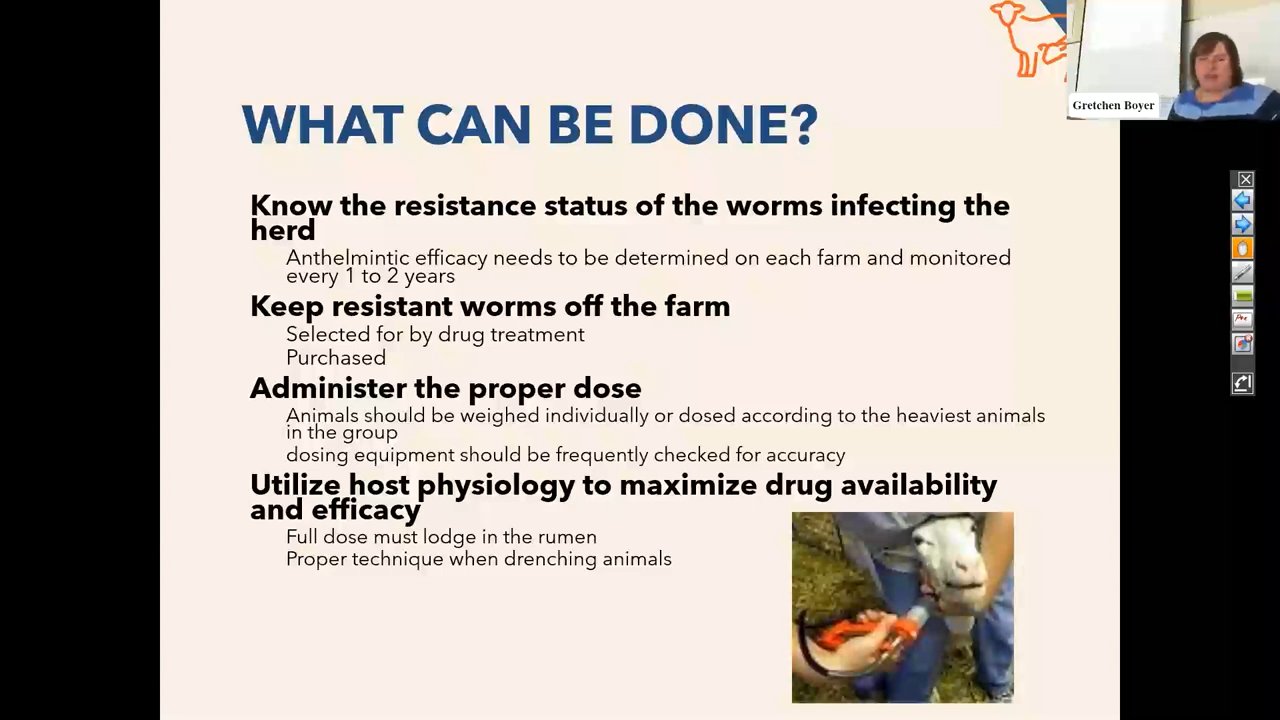 WHAT CAN BE DONE?
Gretchen Boyer
Know the resistance status of the worms infecting the
herd
Anthelmintic efficacy needs to be determined on each farm and monitored
every 1 to 2 years
Keep resistant worms off the farm
Selected for by drug treatment
Purchased
Administer the proper dose
Animals should be weighed individually or dosed according to the heaviest animals
in the group
dosing equipment should be frequently checked for accuracy
Utilize host physiology to maximize drug availability
and efficacy
Full dose must lodge in the rumen
Proper technique when drenching animals